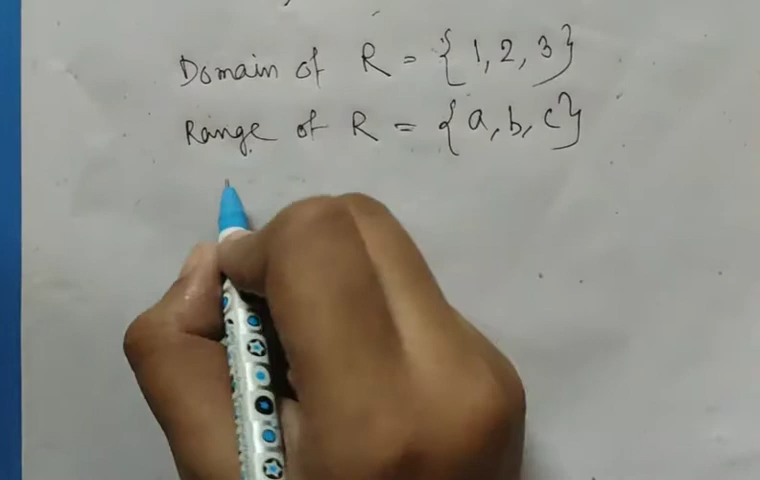 Domain of R = {1, 2, 3}
Range of R = {a, b, c}